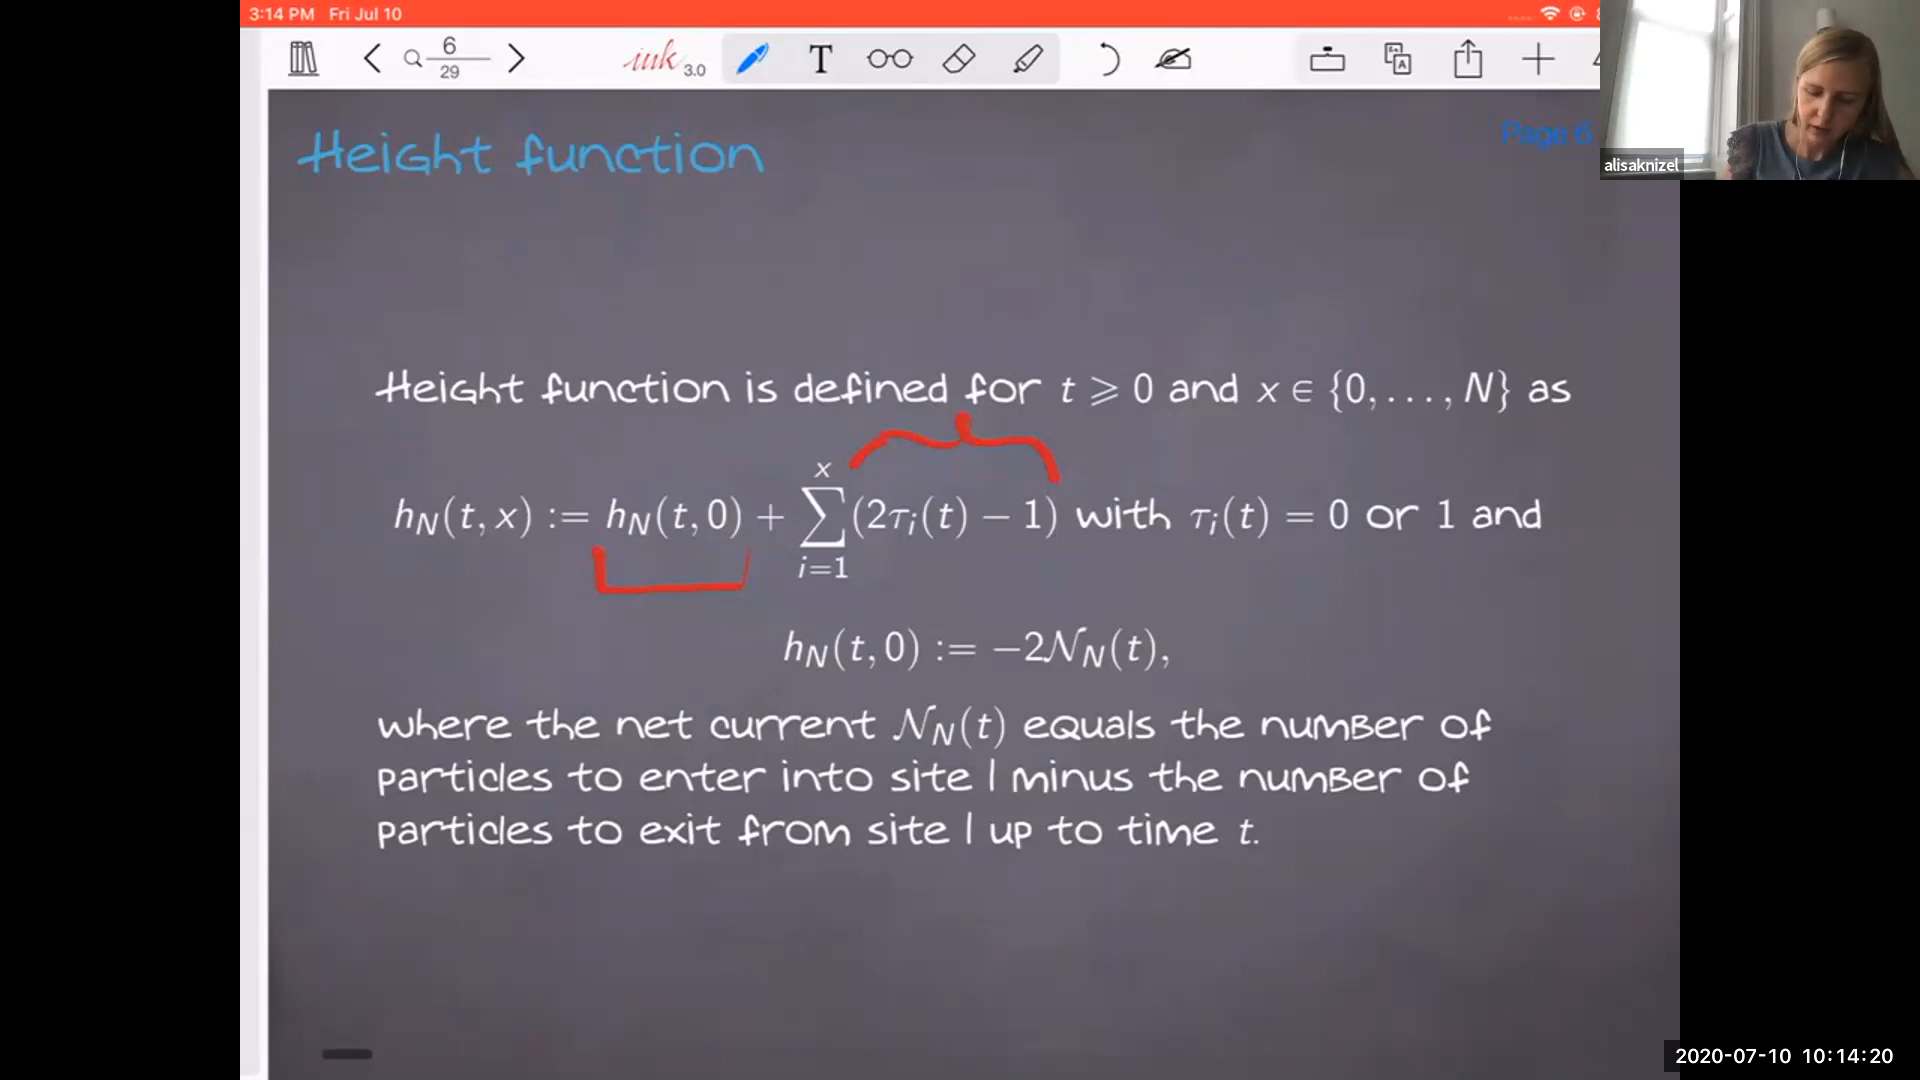 3:14 PM Fri Jul 10
6
29
ink 3.0
T
Page 6
alisaknizel
Height function
Height function is defined for t ⩾ 0 and x ∈ {0, . . . , N} as
h_N(t, x) := h_N(t, 0) + ∑_{i=1}^{x} (2τ_i(t) − 1) with τ_i(t) = 0 or 1 and
h_N(t, 0) := −2𝒩_N(t),
where the net current 𝒩_N(t) equals the number of
particles to enter into site 1 minus the number of
particles to exit from site 1 up to time t.
2020-07-10 10:14:20